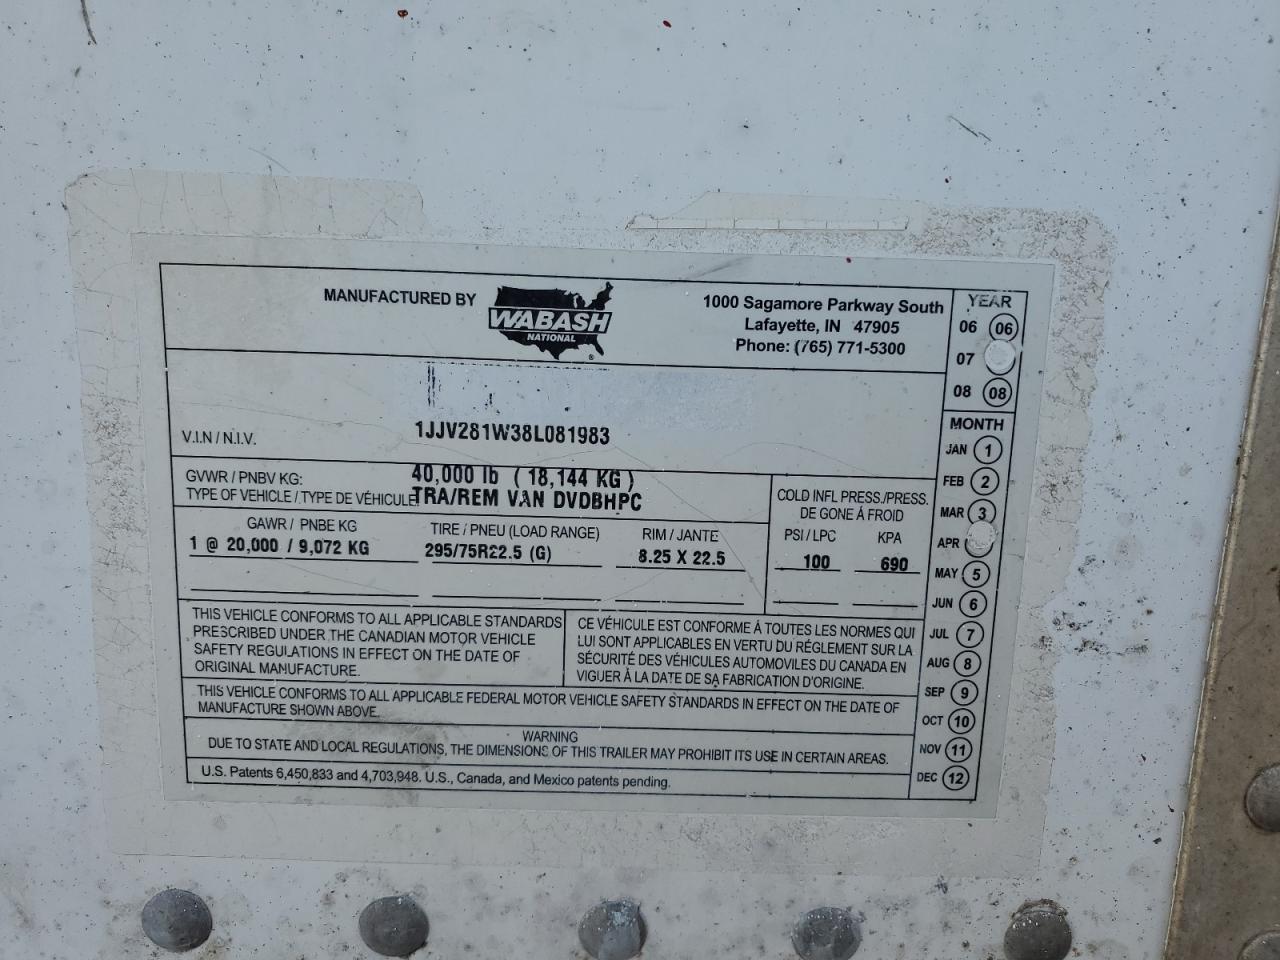 MANUFACTURED BY
WABASH
NATIONAL
®
1000 Sagamore Parkway South
Lafayette, IN 47905
Phone: (765) 771-5300
V.I.N / N.I.V.
1JJV281W38L081983
GVWR / PNBV KG:
40,000 lb ( 18,144 KG )
TYPE OF VEHICLE / TYPE DE VÉHICULE
TRA/REM VAN DVDBHPC
GAWR / PNBE KG
TIRE / PNEU (LOAD RANGE)
RIM / JANTE
1 @ 20,000 / 9,072 KG
295/75R22.5 (G)
8.25 X 22.5
COLD INFL PRESS./PRESS.
DE GONE Á FROID
PSI / LPC
KPA
100
690
THIS VEHICLE CONFORMS TO ALL APPLICABLE STANDARDS
PRESCRIBED UNDER THE CANADIAN MOTOR VEHICLE
SAFETY REGULATIONS IN EFFECT ON THE DATE OF
ORIGINAL MANUFACTURE.
CE VÉHICULE EST CONFORME Á TOUTES LES NORMES QUI
LUI SONT APPLICABLES EN VERTU DU RÉGLEMENT SUR LA
SÉCURITÉ DES VÉHICULES AUTOMOVILES DU CANADA EN
VIGUER À LA DATE DE SA FABRICATION D'ORIGINE.
THIS VEHICLE CONFORMS TO ALL APPLICABLE FEDERAL MOTOR VEHICLE SAFETY STANDARDS IN EFFECT ON THE DATE OF
MANUFACTURE SHOWN ABOVE.
WARNING
DUE TO STATE AND LOCAL REGULATIONS, THE DIMENSIONS OF THIS TRAILER MAY PROHIBIT ITS USE IN CERTAIN AREAS.
U.S. Patents 6,450,833 and 4,703,948. U.S., Canada, and Mexico patents pending.
YEAR
06 06
07
08 08
MONTH
JAN 1
FEB 2
MAR 3
APR
MAY 5
JUN 6
JUL 7
AUG 8
SEP 9
OCT 10
NOV 11
DEC 12